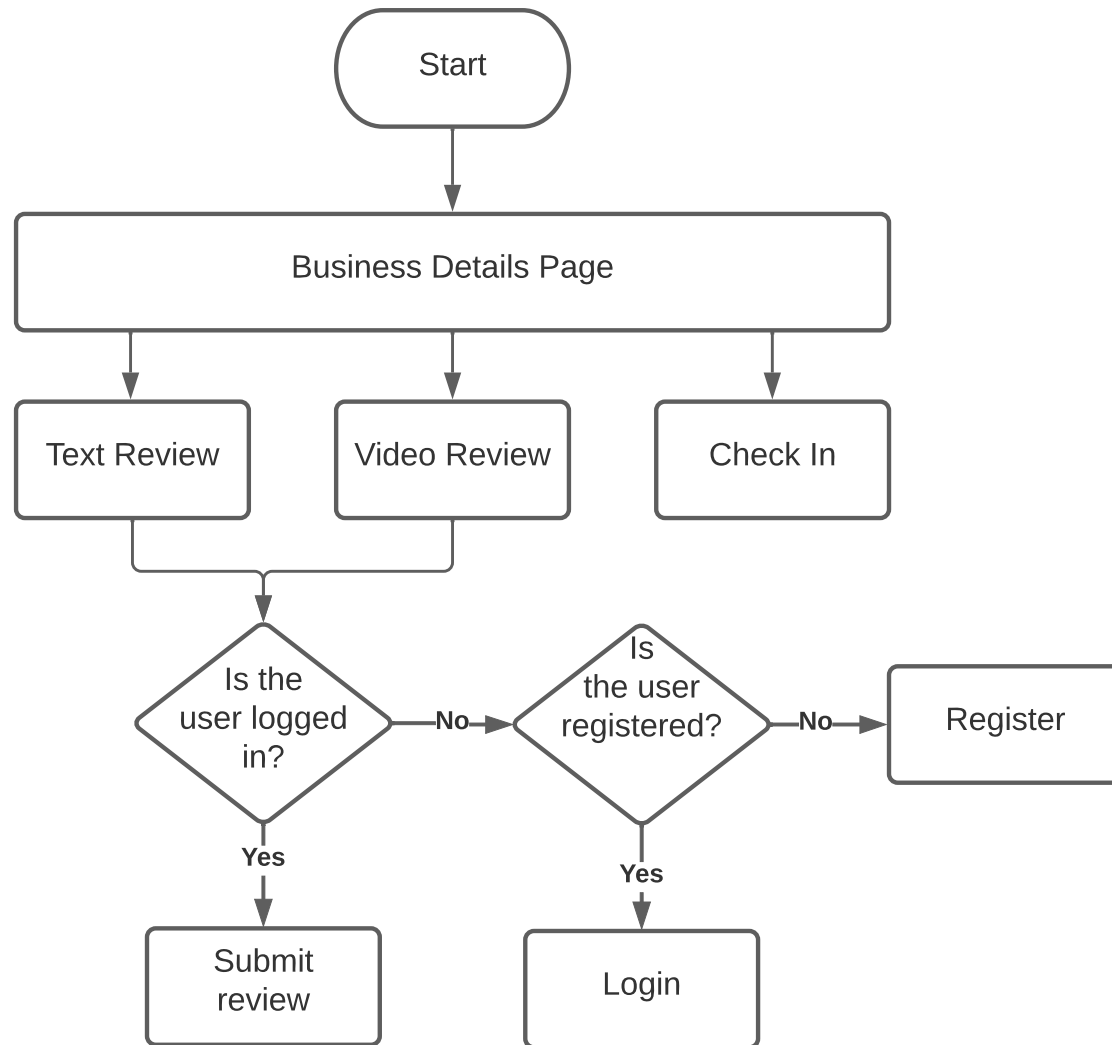 Start
Business Details Page
Text Review
Video Review
Check In
Is the
user logged
in?
No
Is
the user
registered?
No
Register
Yes
Yes
Submit
review
Login